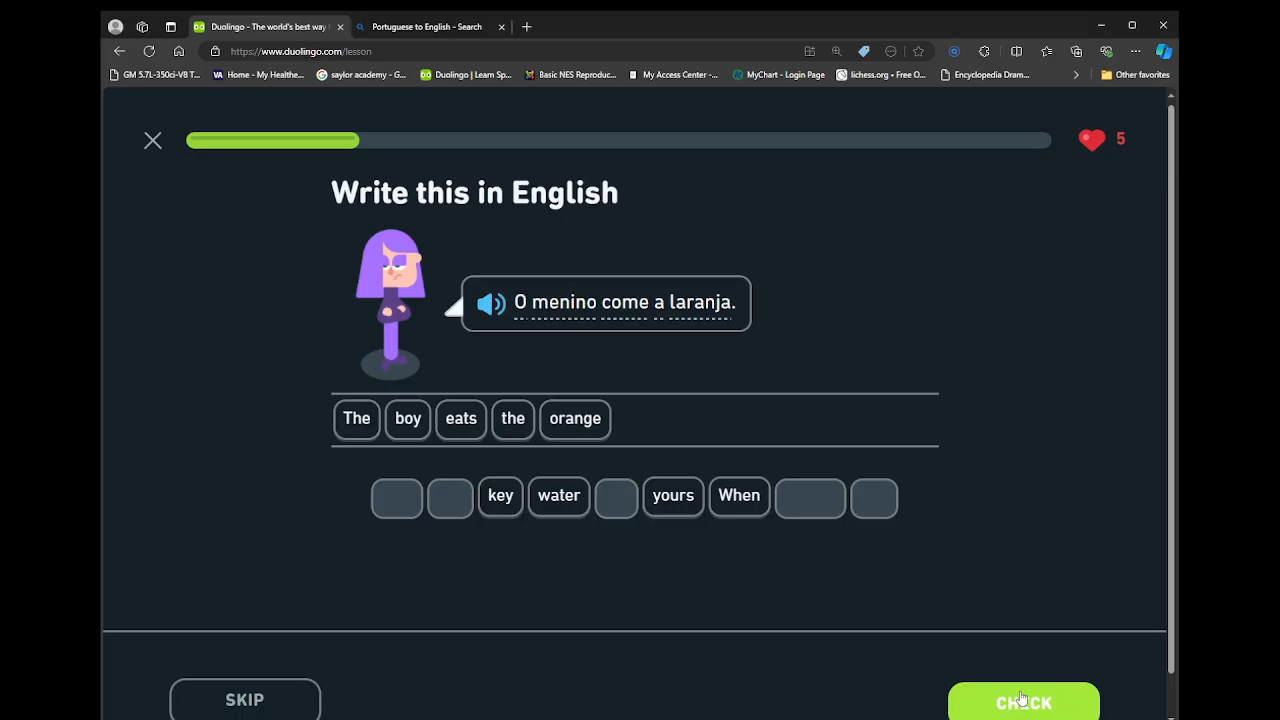 Duolingo - The world's best way
Portuguese to English - Search
https://www.duolingo.com/lesson
GM 5.7L-350ci-V8 T...
Home - My Healthe...
saylor academy - G...
Duolingo | Learn Sp...
Basic NES Reproduc...
My Access Center -...
MyChart - Login Page
lichess.org • Free O...
Encyclopedia Dram...
Other favorites
5
Write this in English
O menino come a laranja.
The boy eats the orange
key water yours When
SKIP
CHECK